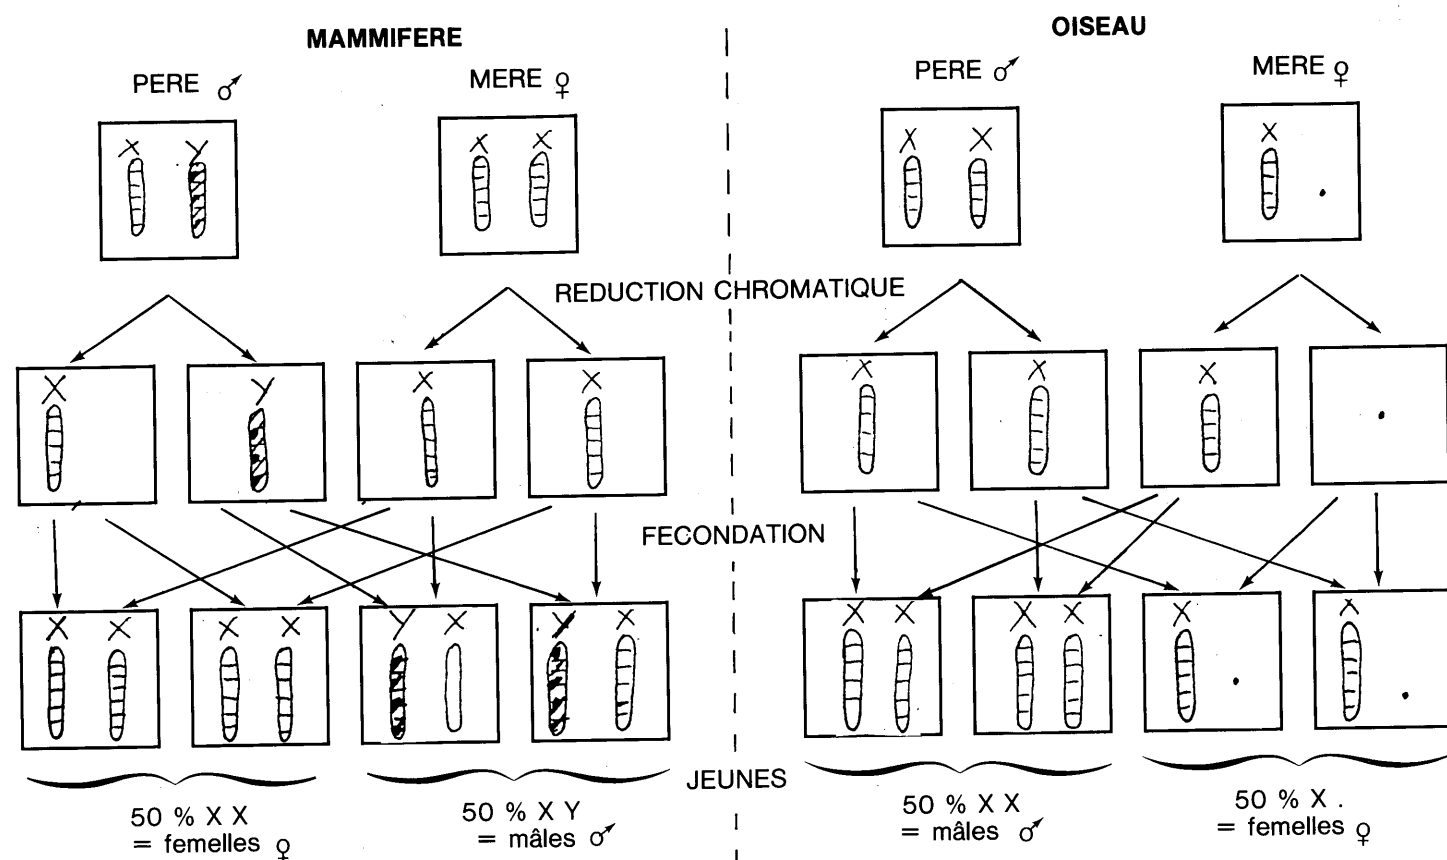 MAMMIFERE
OISEAU
PERE ♂
MERE ♀
PERE ♂
MERE ♀
X Y
X X
X X
X
REDUCTION CHROMATIQUE
X
Y
X
X
X
X
X
FECONDATION
X X
X X
Y X
Y X
X X
X X
X
X
JEUNES
50 % X X
= femelles ♀
50 % X Y
= mâles ♂
50 % X X
= mâles ♂
50 % X .
= femelles ♀